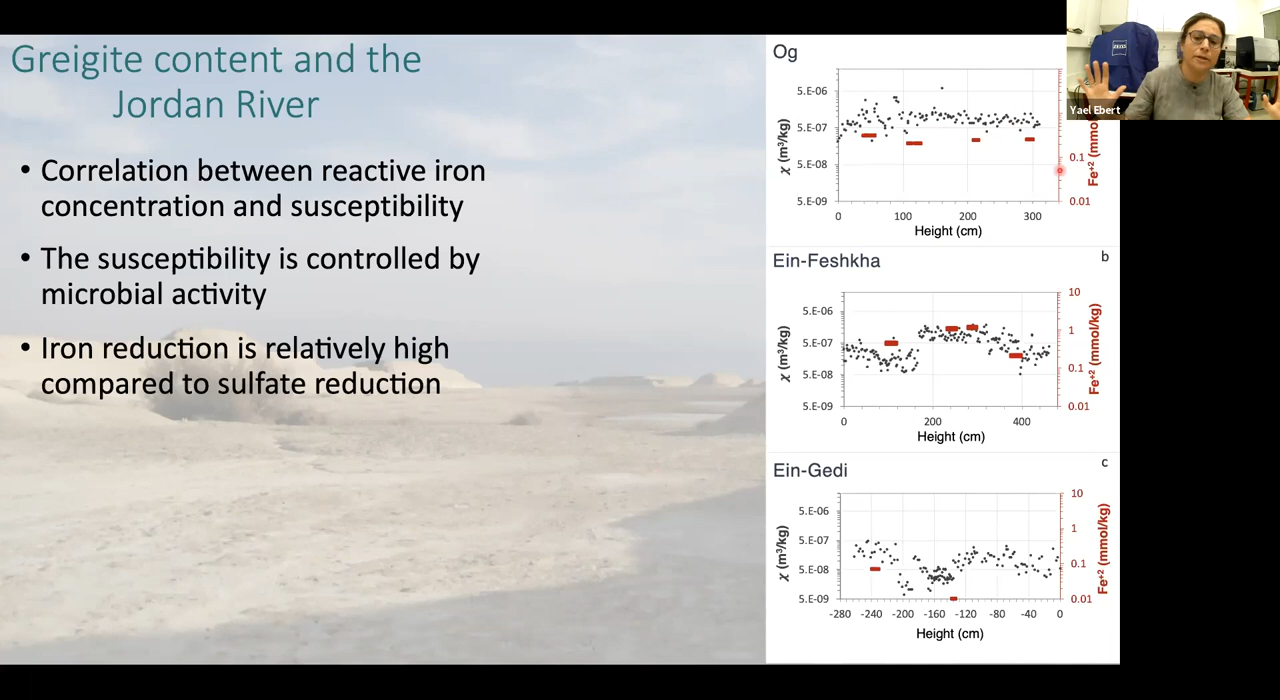 Greigite content and the
Jordan River
• Correlation between reactive iron
concentration and susceptibility
• The susceptibility is controlled by
microbial activity
• Iron reduction is relatively high
compared to sulfate reduction
Og
5.E-06
5.E-07
5.E-08
5.E-09
χ (m³/kg)
0.1
0.01
Fe⁺² (mmo
0 100 200 300
Height (cm)
Ein-Feshkha
b
5.E-06
5.E-07
5.E-08
5.E-09
χ (m³/kg)
10
1
0.1
0.01
Fe⁺² (mmol/kg)
0 200 400
Height (cm)
Ein-Gedi
c
5.E-06
5.E-07
5.E-08
5.E-09
χ (m³/kg)
10
1
0.1
0.01
Fe⁺² (mmol/kg)
-280 -240 -200 -160 -120 -80 -40 0
Height (cm)
ZEISS
Yael Ebert